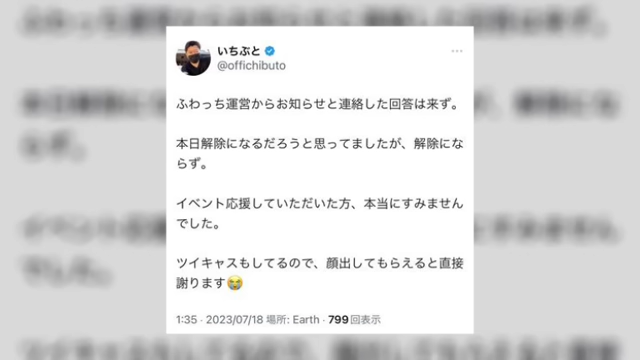 いちぶと
@offichibuto
ふわっち運営からお知らせと連絡した回答は来ず。
本日解除になるだろうと思ってましたが、解除にな
らず。
イベント応援していただいた方、本当にすみません
でした。
ツイキャスもしてるので、顔出してもらえると直接
謝ります😭
1:35 · 2023/07/18 場所: Earth · 799 回表示